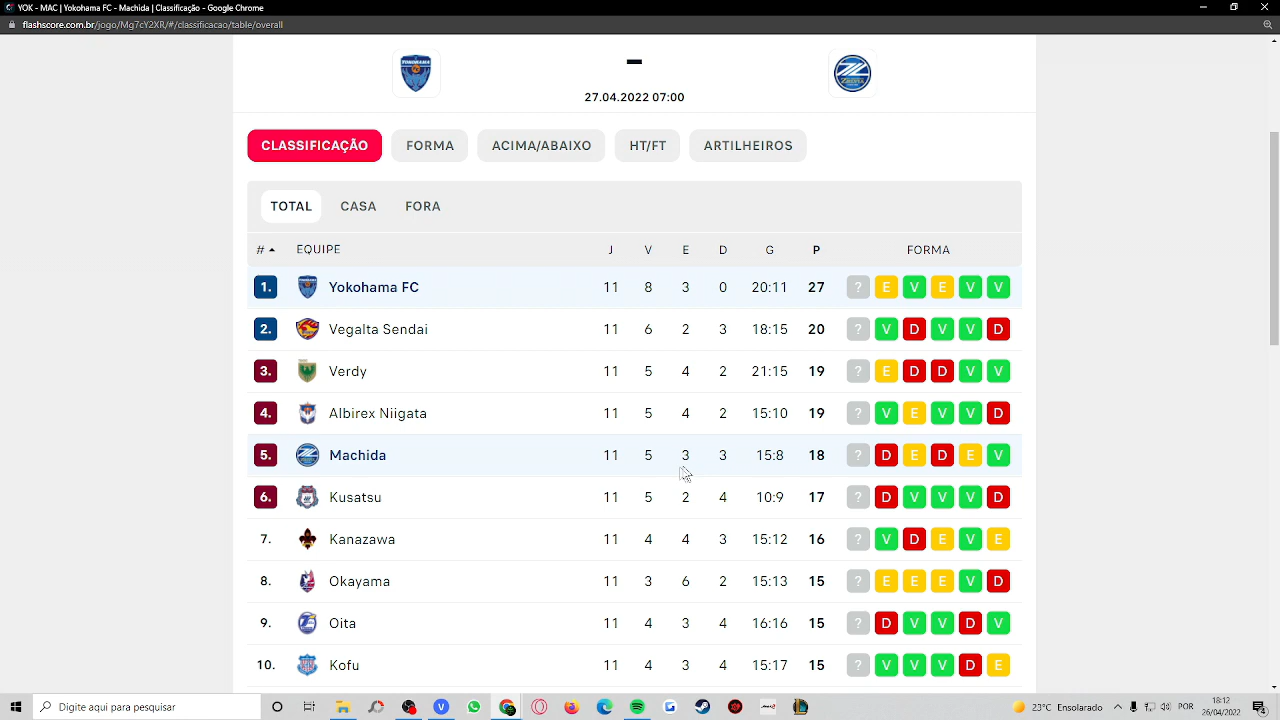 YOK - MAC | Yokohama FC - Machida | Classificação - Google Chrome
flashscore.com.br/jogo/Mg7cY2XR/#/classificacao/table/overall
-
27.04.2022 07:00
CLASSIFICAÇÃO FORMA ACIMA/ABAIXO HT/FT ARTILHEIROS
TOTAL CASA FORA
# EQUIPE J V E D G P FORMA
1. Yokohama FC 11 8 3 0 20:11 27 ? E V E V V
2. Vegalta Sendai 11 6 2 3 18:15 20 ? V D V V D
3. Verdy 11 5 4 2 21:15 19 ? E D D V V
4. Albirex Niigata 11 5 4 2 15:10 19 ? V E V V D
5. Machida 11 5 3 3 15:8 18 ? D E D E V
6. Kusatsu 11 5 2 4 10:9 17 ? D V V V D
7. Kanazawa 11 4 4 3 15:12 16 ? V D E V E
8. Okayama 11 3 6 2 15:13 15 ? E E E V D
9. Oita 11 4 3 4 16:16 15 ? D V V D V
10. Kofu 11 4 3 4 15:17 15 ? V V V D E
Digite aqui para pesquisar 23°C Ensolarado POR 18:12
26/04/2022